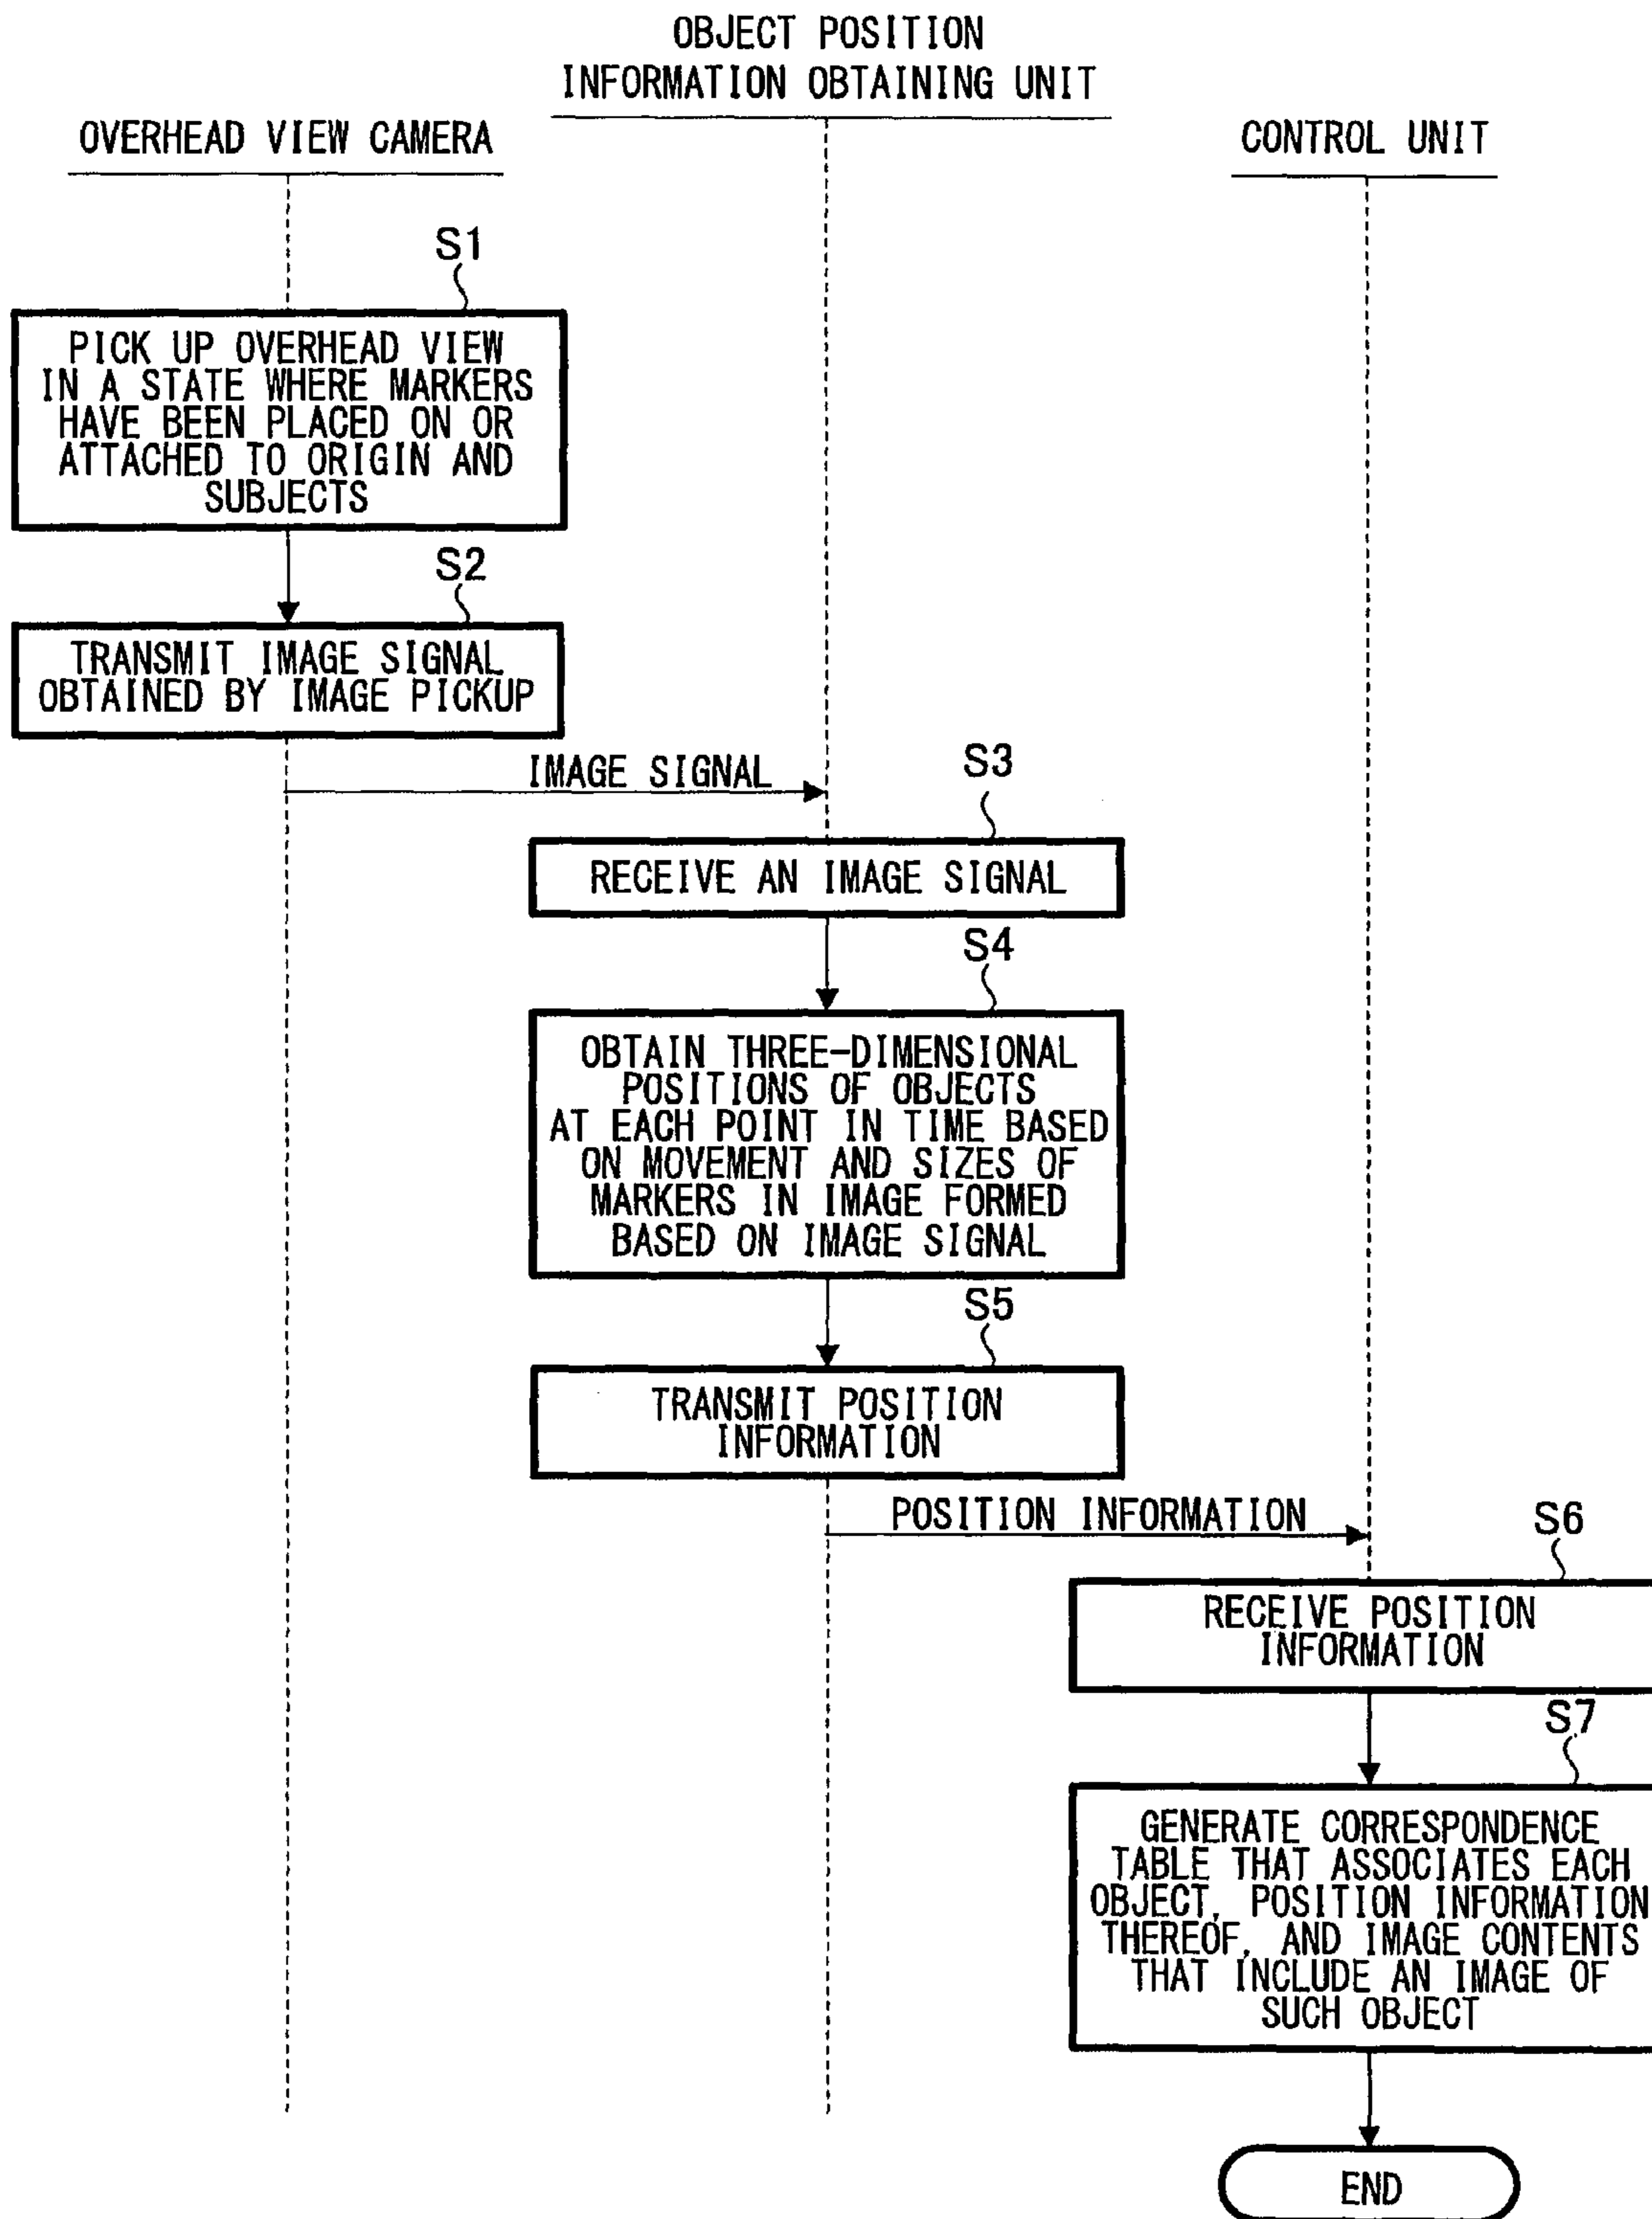 OBJECT POSITION
INFORMATION OBTAINING UNIT
OVERHEAD VIEW CAMERA
CONTROL UNIT
S1
PICK UP OVERHEAD VIEW
IN A STATE WHERE MARKERS
HAVE BEEN PLACED ON OR
ATTACHED TO ORIGIN AND
SUBJECTS
S2
TRANSMIT IMAGE SIGNAL
OBTAINED BY IMAGE PICKUP
IMAGE SIGNAL
S3
RECEIVE AN IMAGE SIGNAL
S4
OBTAIN THREE-DIMENSIONAL
POSITIONS OF OBJECTS
AT EACH POINT IN TIME BASED
ON MOVEMENT AND SIZES OF
MARKERS IN IMAGE FORMED
BASED ON IMAGE SIGNAL
S5
TRANSMIT POSITION
INFORMATION
POSITION INFORMATION
S6
RECEIVE POSITION
INFORMATION
S7
GENERATE CORRESPONDENCE
TABLE THAT ASSOCIATES EACH
OBJECT, POSITION INFORMATION
THEREOF, AND IMAGE CONTENTS
THAT INCLUDE AN IMAGE OF
SUCH OBJECT
END